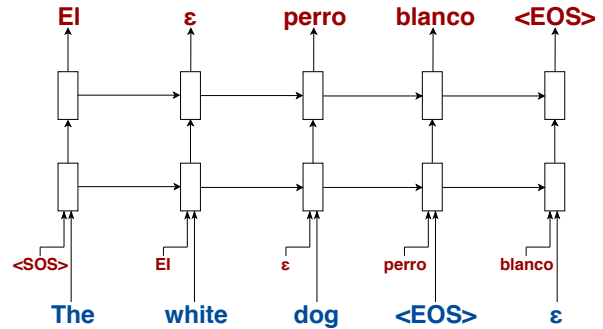 El ε perro blanco <EOS>
<SOS> El ε perro blanco
The white dog <EOS> ε